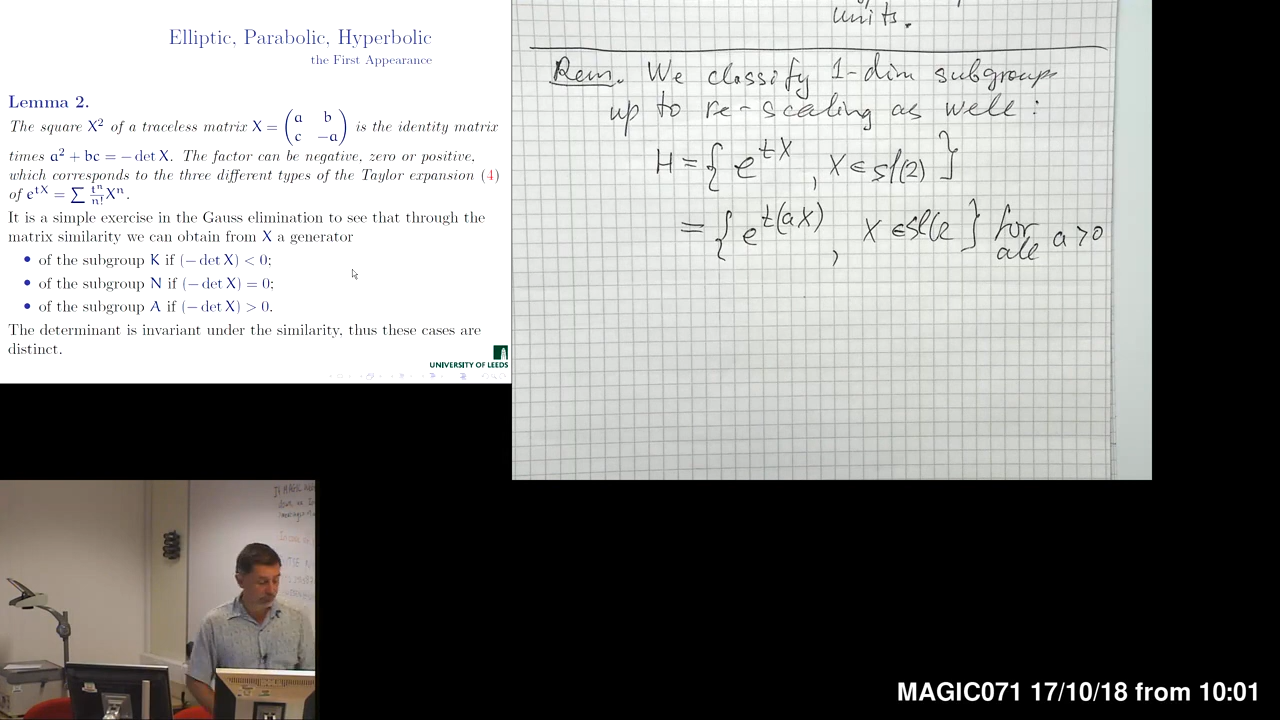 Elliptic, Parabolic, Hyperbolic
the First Appearance
Lemma 2.
The square X² of a traceless matrix X = ( a b ; c −a ) is the identity matrix
times a² + bc = − det X. The factor can be negative, zero or positive,
which corresponds to the three different types of the Taylor expansion (4)
of e^{tX} = ∑ t^n/n! X^n.
It is a simple exercise in the Gauss elimination to see that through the
matrix similarity we can obtain from X a generator
• of the subgroup K if (− det X) < 0;
• of the subgroup N if (− det X) = 0;
• of the subgroup A if (− det X) > 0.
The determinant is invariant under the similarity, thus these cases are
distinct.
UNIVERSITY OF LEEDS
units.
Rem. We classify 1-dim subgroups
up to re-scaling as well :
H = { e^{tX}, X ∈ sl(2) }
= { e^{t(aX)}, X ∈ sl(2 } for all a > 0
MAGIC071 17/10/18 from 10:01